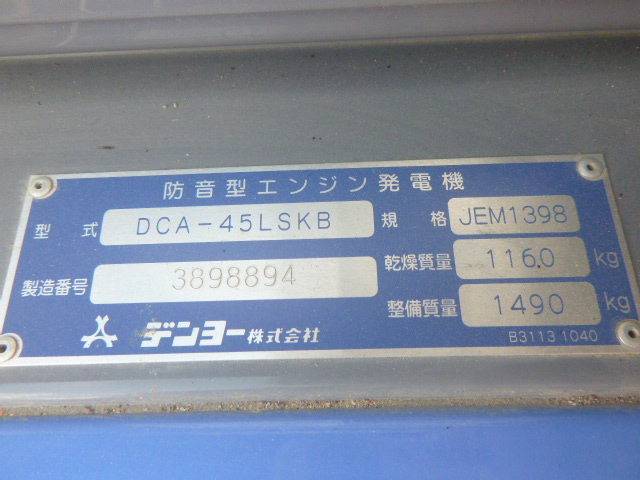 防音型エンジン発電機
型式 DCA-45LSKB 規格 JEM1398
製造番号 3898894 乾燥質量 1160 kg
整備質量 1490 kg
デンヨー株式会社
B3113 1040